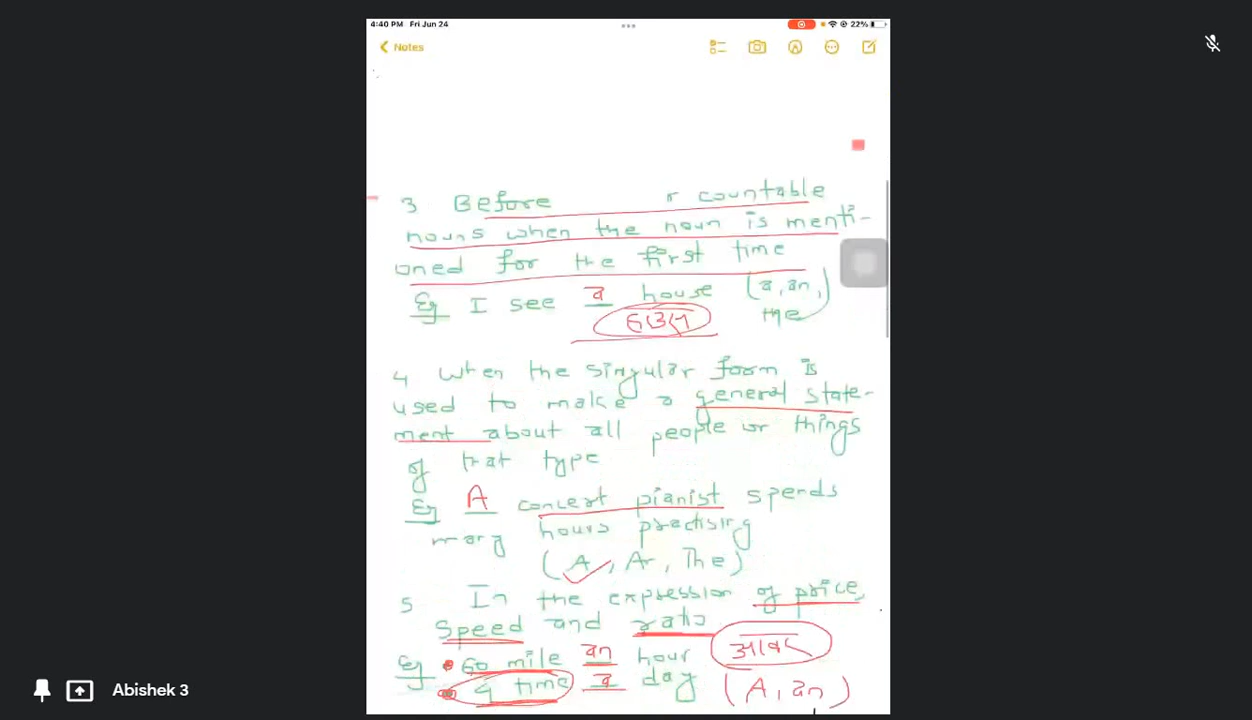 4:40 PM Fri Jun 24
22%
Notes
3 Before r countable
nouns when the noun is menti-
oned for the first time
Eg I see a house (a, an,
the
हाउस
4 When the singular form is
used to make a general state-
ment about all people or things
of that type
Eg A concert pianist spends
many hours practising
(A, An, The)
5 In the expression of price,
speed and ratio
Eg 60 mile an hour
4 time a day (A, an)
Abishek 3